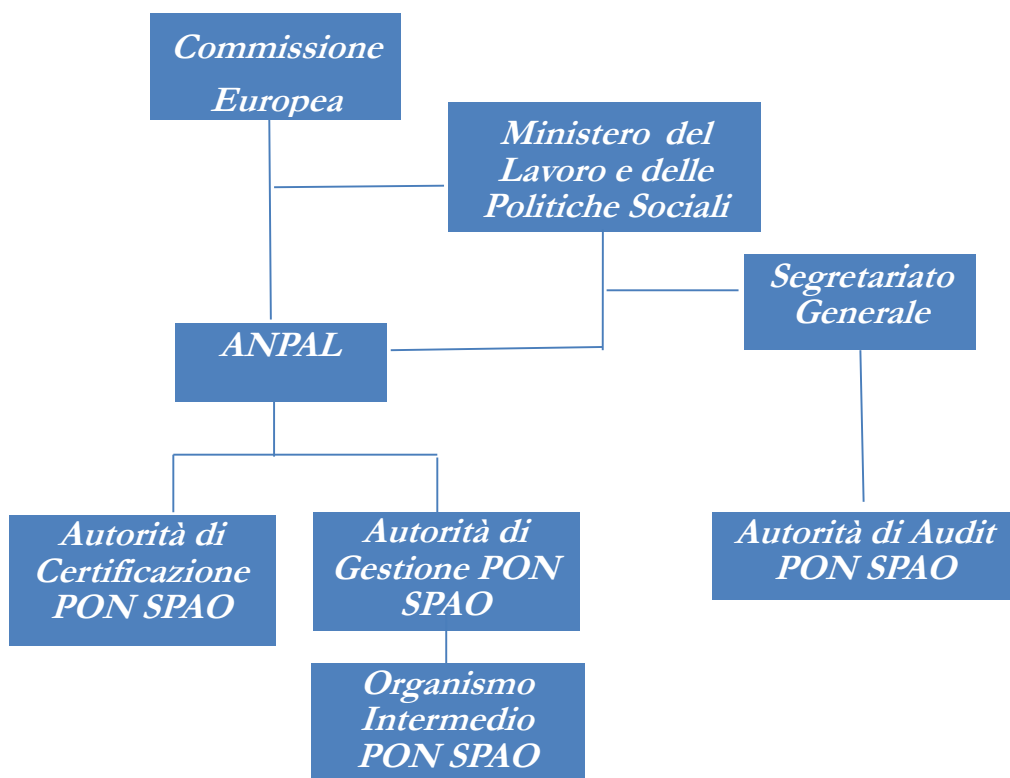 Commissione
Europea
Ministero del
Lavoro e delle
Politiche Sociali
Segretariato
Generale
ANPAL
Autorità di
Certificazione
PON SPAO
Autorità di
Gestione PON
SPAO
Autorità di Audit
PON SPAO
Organismo
Intermedio
PON SPAO